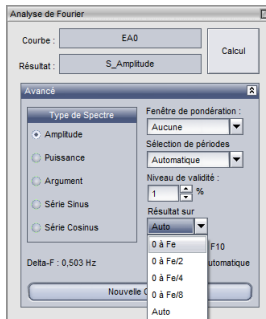 Analyse de Fourier
Courbe :
EA0
Calcul
Résultat :
S_Amplitude
Avancé
Type de Spectre
Amplitude
Puissance
Argument
Série Sinus
Série Cosinus
Fenêtre de pondération :
Aucune
Sélection de périodes
Automatique
Niveau de validité :
1 %
Résultat sur
Auto
0 à Fe
0 à Fe/2
0 à Fe/4
0 à Fe/8
Auto
F10
Delta-F : 0,503 Hz
utomatique
Nouvelle